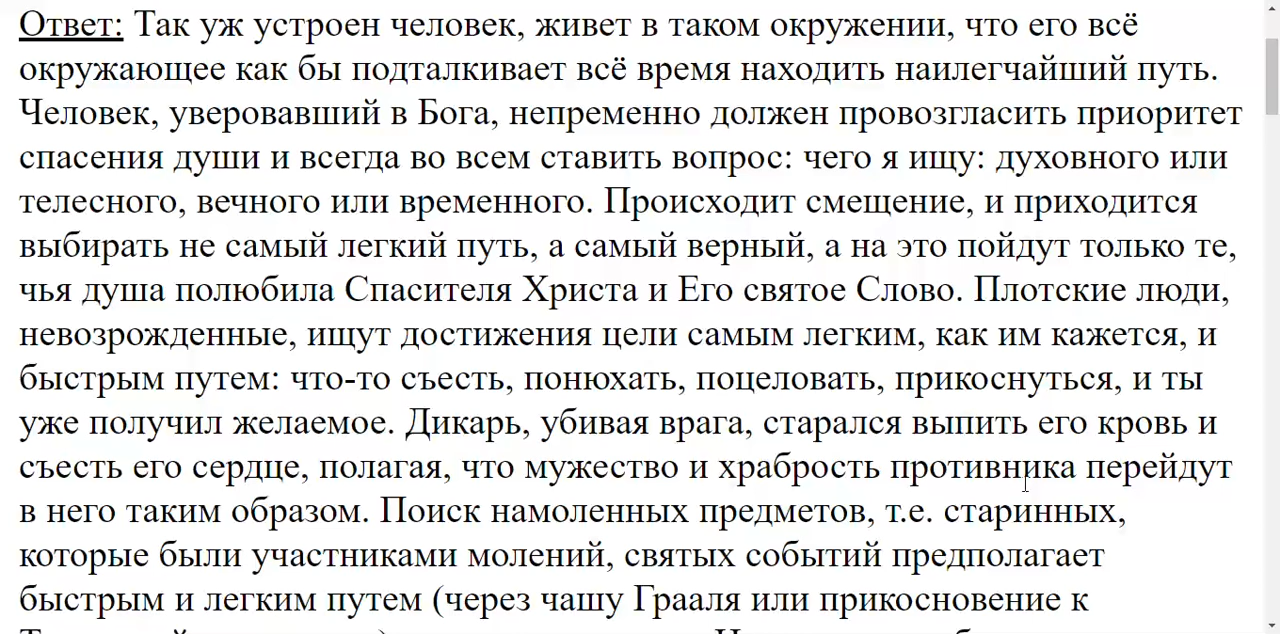 Ответ: Так уж устроен человек, живет в таком окружении, что его всё
окружающее как бы подталкивает всё время находить наилегчайший путь.
Человек, уверовавший в Бога, непременно должен провозгласить приоритет
спасения души и всегда во всем ставить вопрос: чего я ищу: духовного или
телесного, вечного или временного. Происходит смещение, и приходится
выбирать не самый легкий путь, а самый верный, а на это пойдут только те,
чья душа полюбила Спасителя Христа и Его святое Слово. Плотские люди,
невозрожденные, ищут достижения цели самым легким, как им кажется, и
быстрым путем: что-то съесть, понюхать, поцеловать, прикоснуться, и ты
уже получил желаемое. Дикарь, убивая врага, старался выпить его кровь и
съесть его сердце, полагая, что мужество и храбрость противника перейдут
в него таким образом. Поиск намоленных предметов, т.е. старинных,
которые были участниками молений, святых событий предполагает
быстрым и легким путем (через чашу Грааля или прикосновение к